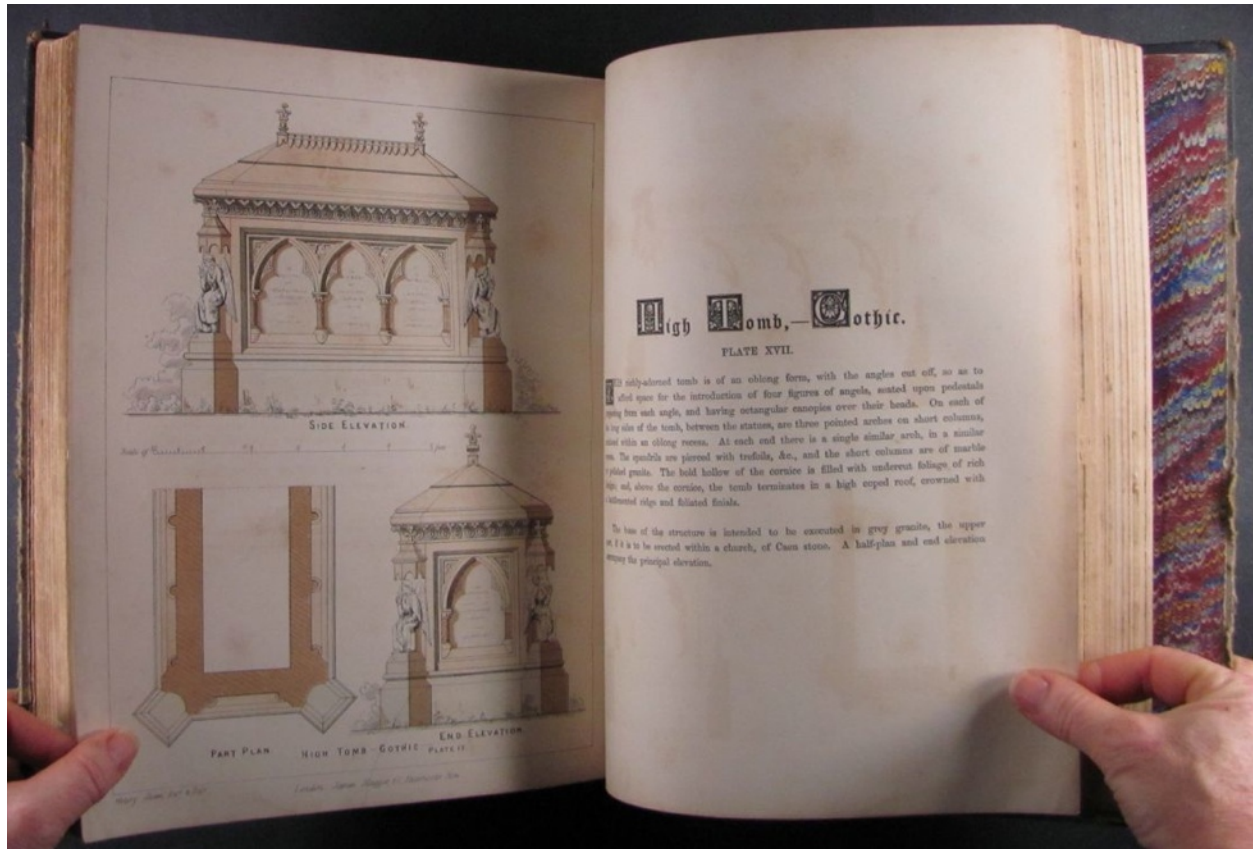 SIDE ELEVATION
Scale of
5 feet
END ELEVATION.
PART PLAN HIGH TOMB - GOTHIC. PLATE 17
London
High Tomb,—Gothic.
PLATE XVII.
richly-adorned tomb is of an oblong form, with the angles cut off, so as to
afford space for the introduction of four figures of angels, seated upon pedestals
from each angle, and having octangular canopies over their heads. On each of
long sides of the tomb, between the statues, are three pointed arches on short columns,
within an oblong recess. At each end there is a single similar arch, in a similar
The spandrils are pierced with trefoils, &c., and the short columns are of marble
polished granite. The bold hollow of the cornice is filled with undercut foliage of rich
and, above the cornice, the tomb terminates in a high coped roof, crowned with
battlemented ridge and foliated finials.
The base of the structure is intended to be executed in grey granite, the upper
if it is to be erected within a church, of Caen stone. A half-plan and end elevation
the principal elevation.